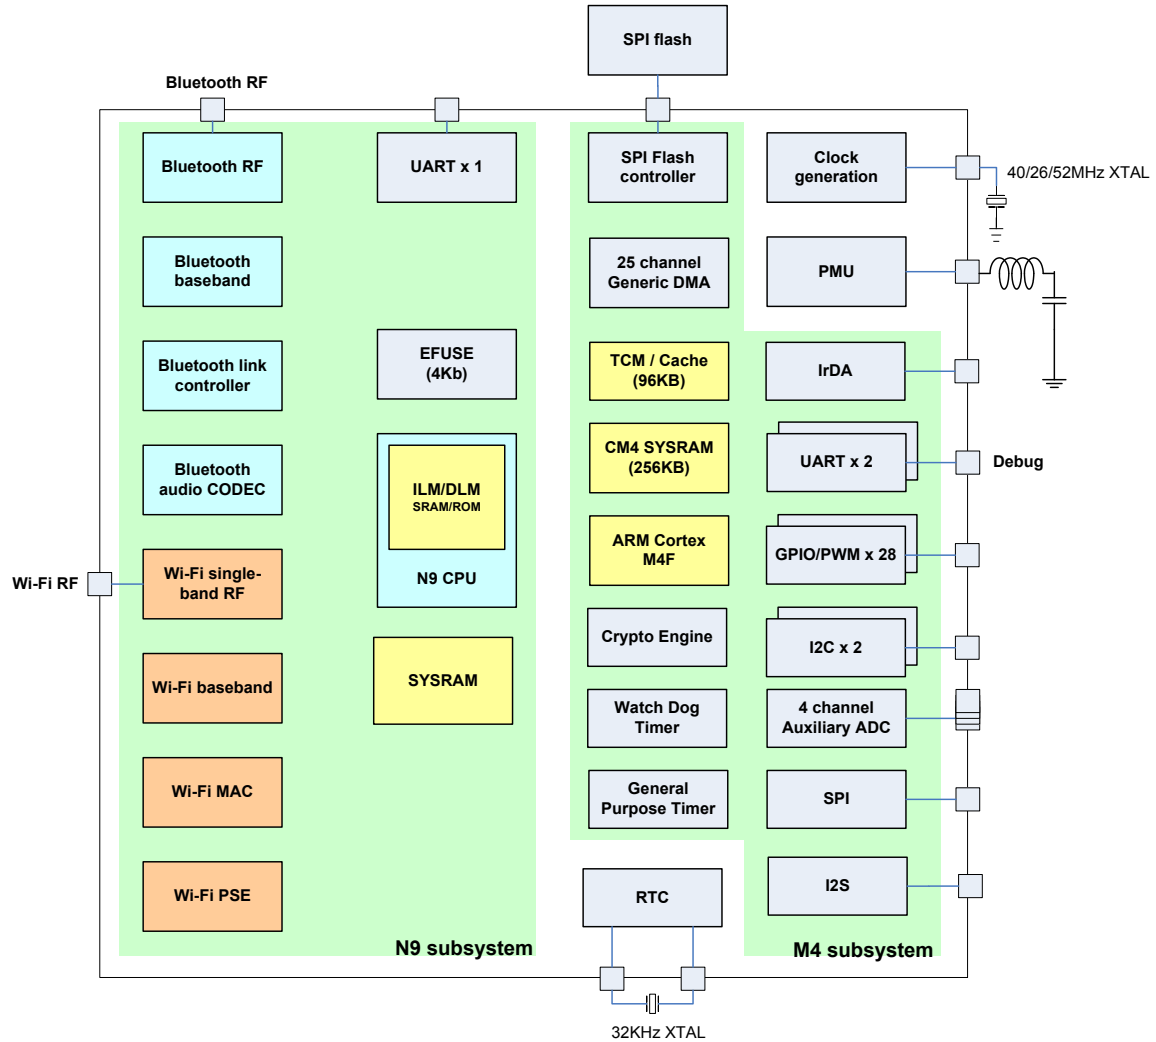 SPI flash
Bluetooth RF
Bluetooth RF
UART x 1
SPI Flash
controller
Clock
generation
40/26/52MHz XTAL
Bluetooth
baseband
25 channel
Generic DMA
PMU
Bluetooth link
controller
EFUSE
(4Kb)
TCM / Cache
(96KB)
IrDA
Bluetooth
audio CODEC
ILM/DLM
SRAM/ROM
N9 CPU
CM4 SYSRAM
(256KB)
UART x 2
Debug
Wi-Fi RF
Wi-Fi single-
band RF
ARM Cortex
M4F
GPIO/PWM x 28
Wi-Fi baseband
SYSRAM
Crypto Engine
I2C x 2
Watch Dog
Timer
4 channel
Auxiliary ADC
Wi-Fi MAC
General
Purpose Timer
SPI
Wi-Fi PSE
RTC
I2S
N9 subsystem
M4 subsystem
32KHz XTAL